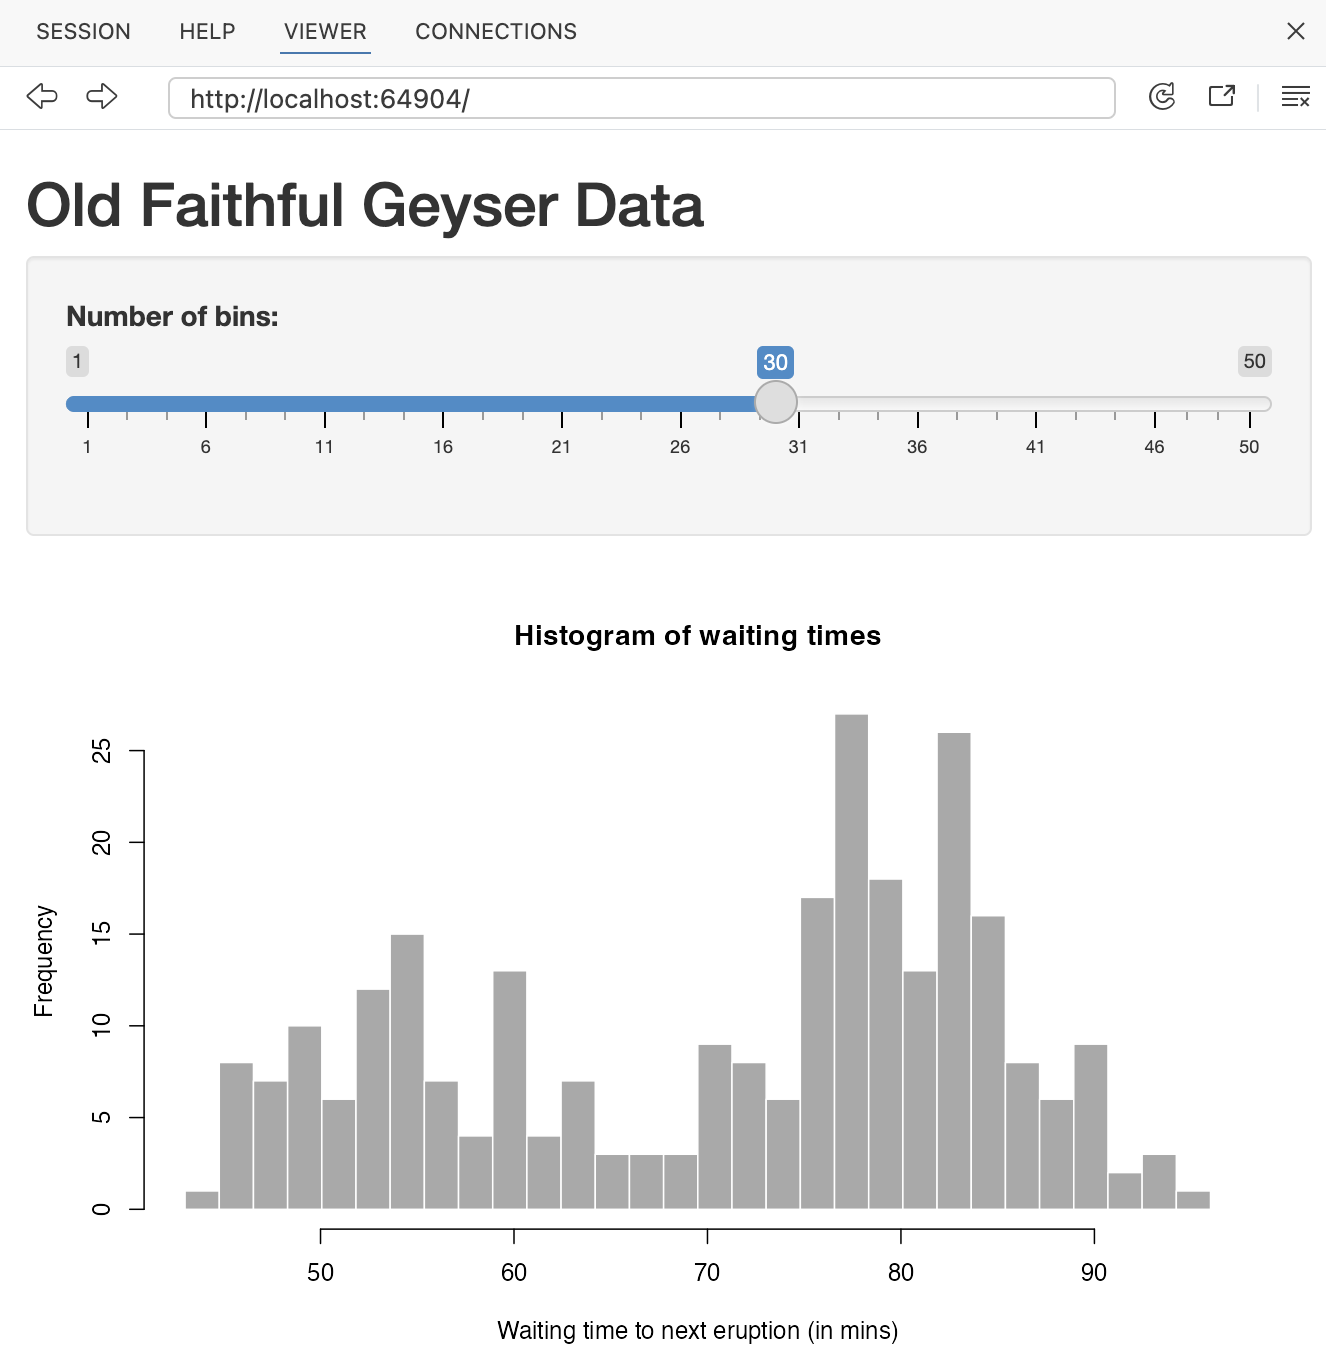 SESSION HELP VIEWER CONNECTIONS
http://localhost:64904/
Old Faithful Geyser Data
Number of bins:
1 30 50
1 6 11 16 21 26 31 36 41 46 50
Histogram of waiting times
25
20
15
10
5
0
Frequency
50 60 70 80 90
Waiting time to next eruption (in mins)